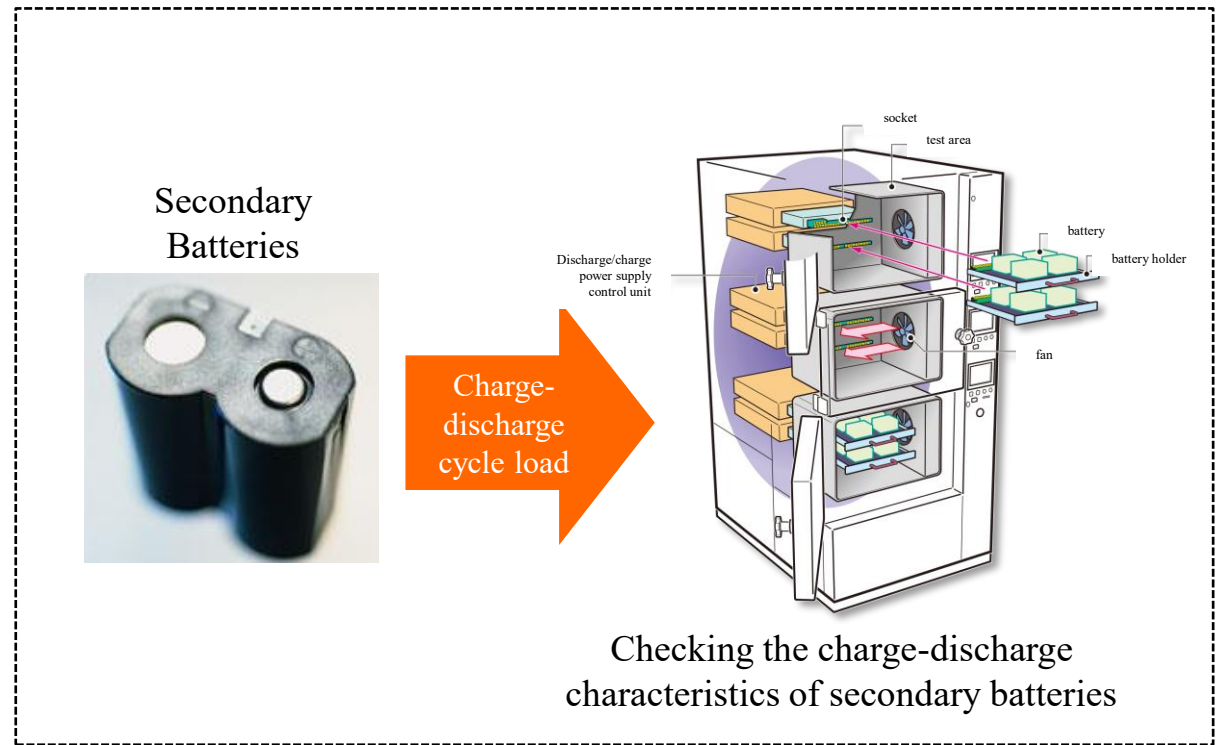 Secondary
Batteries
Charge-
discharge
cycle load
socket
test area
battery
battery holder
Discharge/charge
power supply
control unit
fan
Checking the charge-discharge
characteristics of secondary batteries